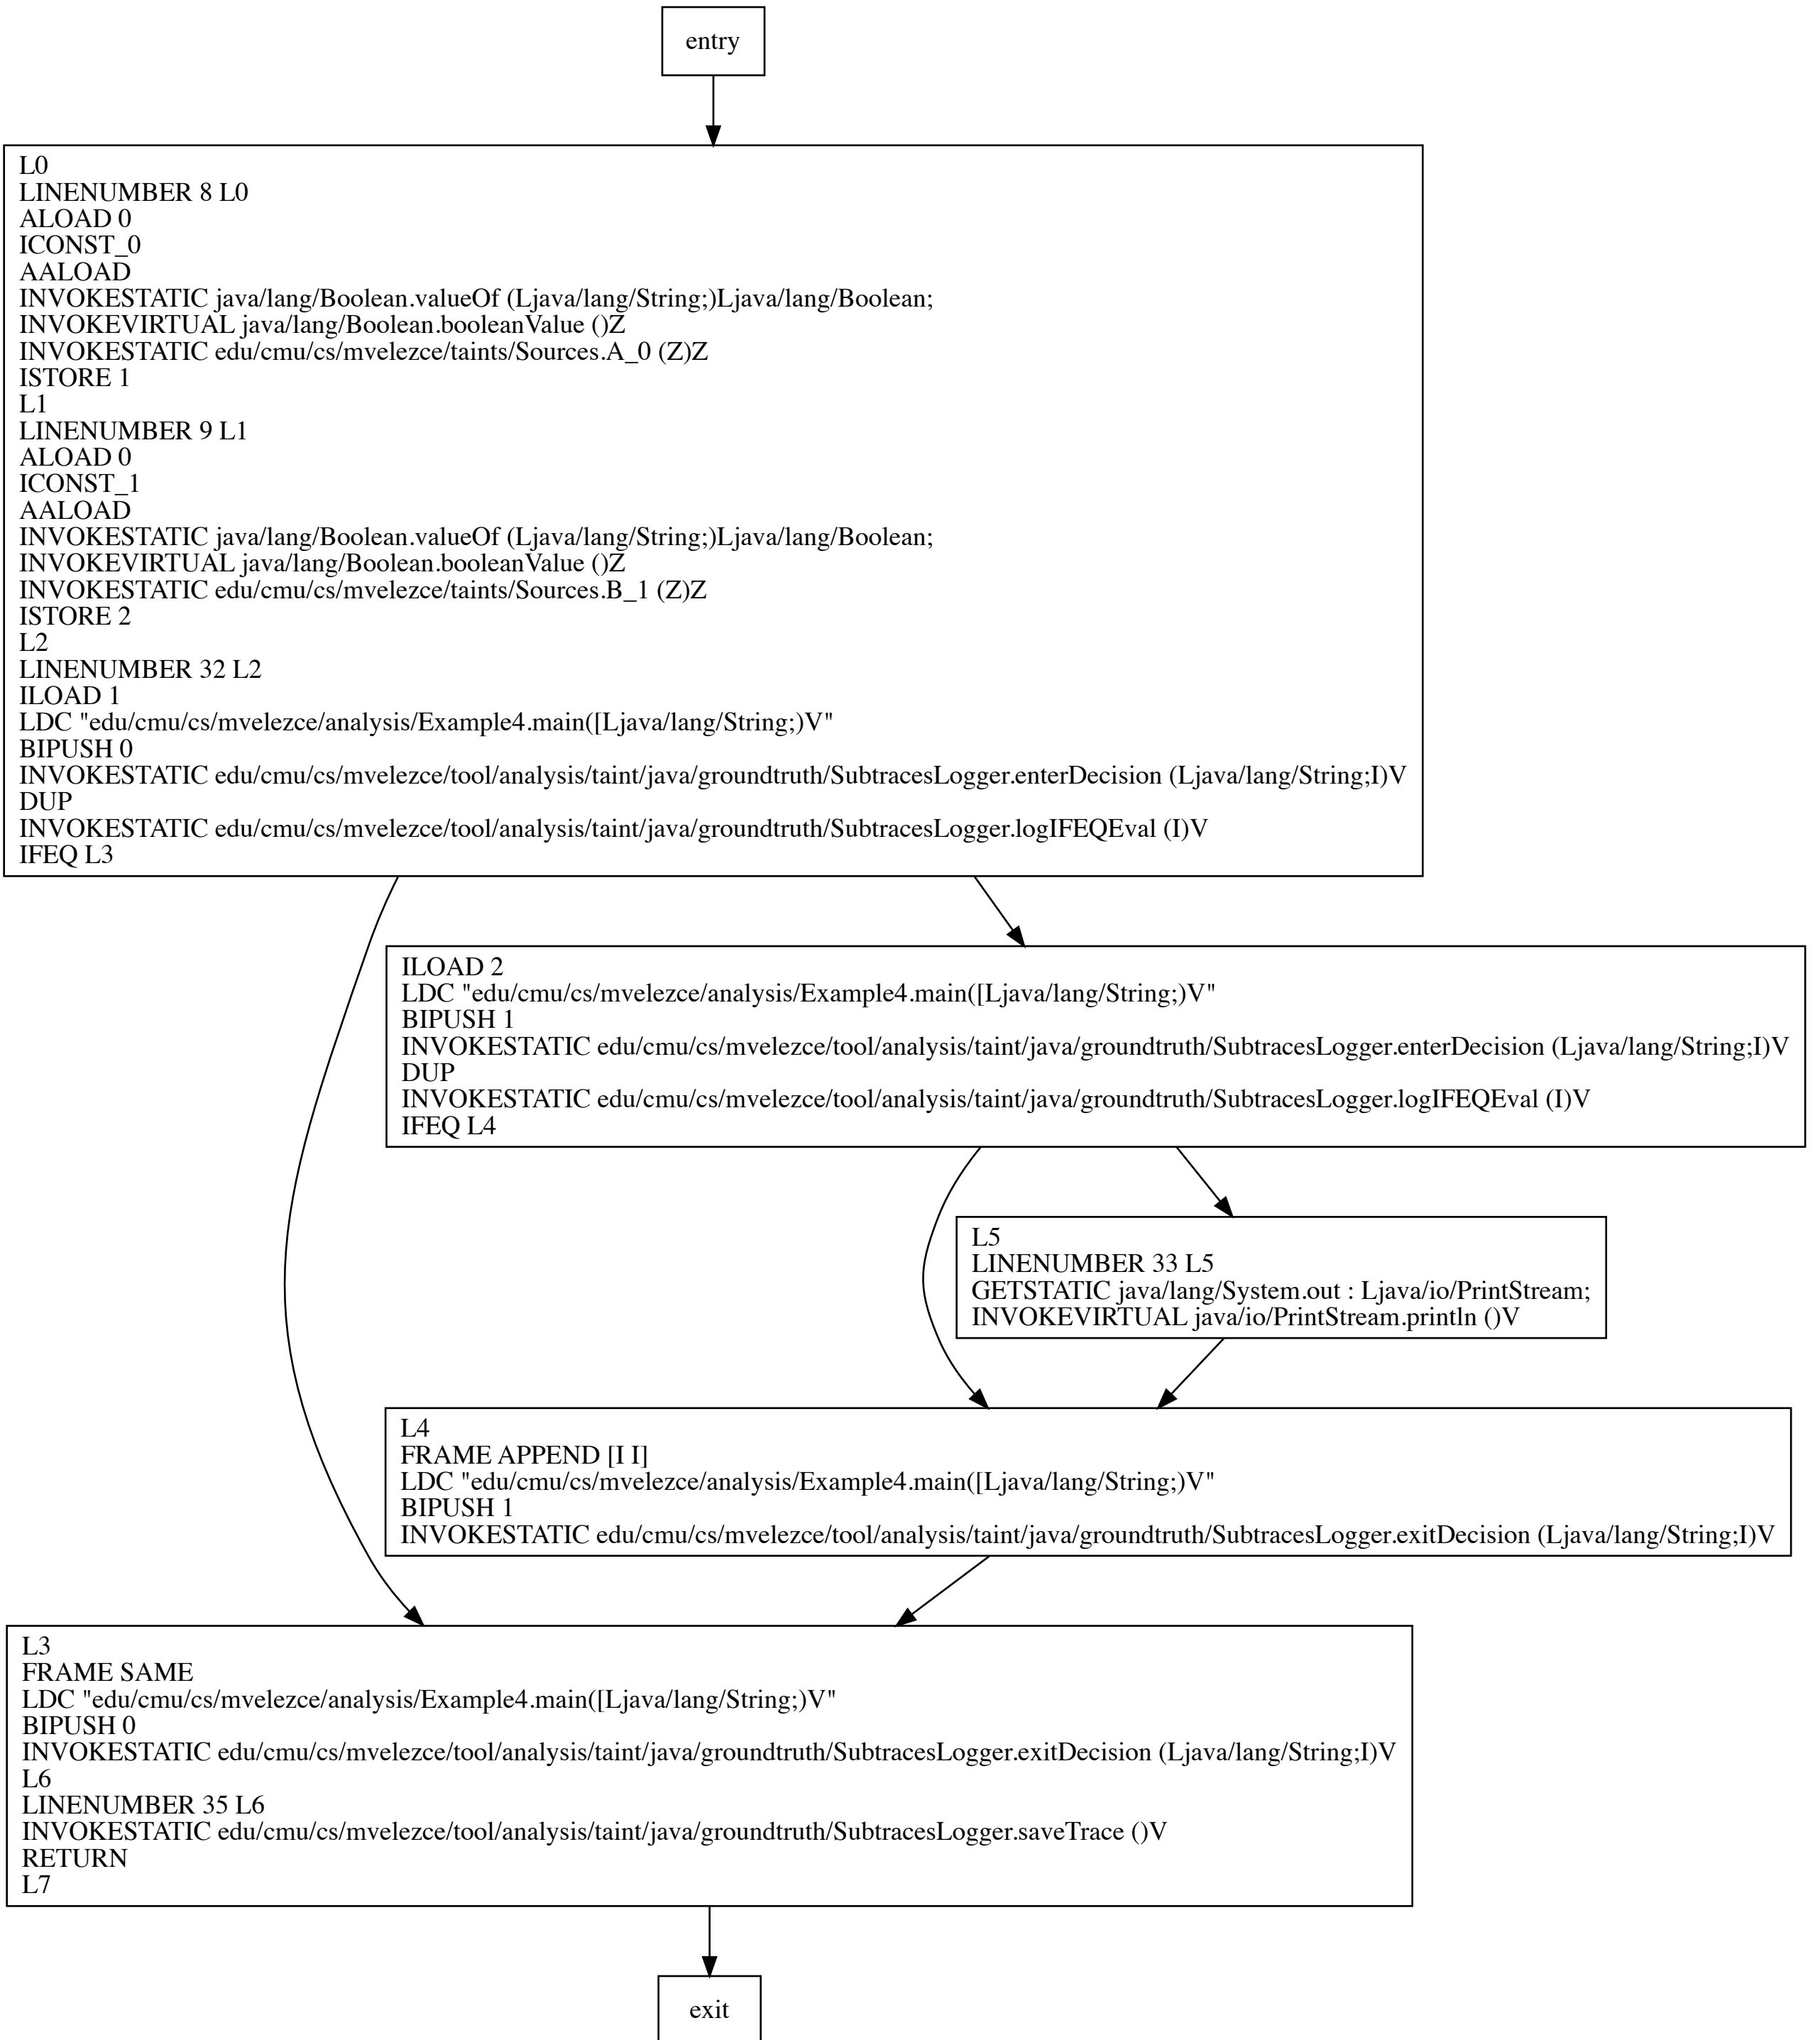 entry
L0
LINENUMBER 8 L0
ALOAD 0
ICONST_0
AALOAD
INVOKESTATIC java/lang/Boolean.valueOf (Ljava/lang/String;)Ljava/lang/Boolean;
INVOKEVIRTUAL java/lang/Boolean.booleanValue ()Z
INVOKESTATIC edu/cmu/cs/mvelezce/taints/Sources.A_0 (Z)Z
ISTORE 1
L1
LINENUMBER 9 L1
ALOAD 0
ICONST_1
AALOAD
INVOKESTATIC java/lang/Boolean.valueOf (Ljava/lang/String;)Ljava/lang/Boolean;
INVOKEVIRTUAL java/lang/Boolean.booleanValue ()Z
INVOKESTATIC edu/cmu/cs/mvelezce/taints/Sources.B_1 (Z)Z
ISTORE 2
L2
LINENUMBER 32 L2
ILOAD 1
LDC "edu/cmu/cs/mvelezce/analysis/Example4.main([Ljava/lang/String;)V"
BIPUSH 0
INVOKESTATIC edu/cmu/cs/mvelezce/tool/analysis/taint/java/groundtruth/SubtracesLogger.enterDecision (Ljava/lang/String;I)V
DUP
INVOKESTATIC edu/cmu/cs/mvelezce/tool/analysis/taint/java/groundtruth/SubtracesLogger.logIFEQEval (I)V
IFEQ L3
ILOAD 2
LDC "edu/cmu/cs/mvelezce/analysis/Example4.main([Ljava/lang/String;)V"
BIPUSH 1
INVOKESTATIC edu/cmu/cs/mvelezce/tool/analysis/taint/java/groundtruth/SubtracesLogger.enterDecision (Ljava/lang/String;I)V
DUP
INVOKESTATIC edu/cmu/cs/mvelezce/tool/analysis/taint/java/groundtruth/SubtracesLogger.logIFEQEval (I)V
IFEQ L4
L5
LINENUMBER 33 L5
GETSTATIC java/lang/System.out : Ljava/io/PrintStream;
INVOKEVIRTUAL java/io/PrintStream.println ()V
L4
FRAME APPEND [I I]
LDC "edu/cmu/cs/mvelezce/analysis/Example4.main([Ljava/lang/String;)V"
BIPUSH 1
INVOKESTATIC edu/cmu/cs/mvelezce/tool/analysis/taint/java/groundtruth/SubtracesLogger.exitDecision (Ljava/lang/String;I)V
L3
FRAME SAME
LDC "edu/cmu/cs/mvelezce/analysis/Example4.main([Ljava/lang/String;)V"
BIPUSH 0
INVOKESTATIC edu/cmu/cs/mvelezce/tool/analysis/taint/java/groundtruth/SubtracesLogger.exitDecision (Ljava/lang/String;I)V
L6
LINENUMBER 35 L6
INVOKESTATIC edu/cmu/cs/mvelezce/tool/analysis/taint/java/groundtruth/SubtracesLogger.saveTrace ()V
RETURN
L7
exit